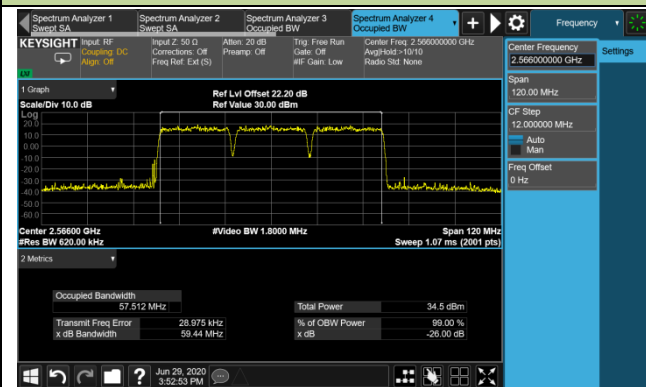 Spectrum Analyzer 1
Swept SA
Spectrum Analyzer 2
Swept SA
Spectrum Analyzer 3
Occupied BW
Spectrum Analyzer 4
Occupied BW
Frequency
KEYSIGHT
Input: RF
Coupling: DC
Align: Off
Input Z: 50 Ω
Corrections: Off
Freq Ref: Ext (S)
Atten: 20 dB
Preamp: Off
Trig: Free Run
Gate: Off
#IF Gain: Low
Center Freq: 2.566000000 GHz
Avg|Hold:>10/10
Radio Std: None
LXI
Center Frequency
2.566000000 GHz
Settings
Span
120.00 MHz
CF Step
12.000000 MHz
Auto
Man
Freq Offset
0 Hz
1 Graph
Scale/Div 10.0 dB
Ref Lvl Offset 22.20 dB
Ref Value 30.00 dBm
Log
20.0
10.0
0.00
-10.0
-20.0
-30.0
-40.0
-50.0
-60.0
Center 2.56600 GHz
#Video BW 1.8000 MHz
Span 120 MHz
#Res BW 620.00 kHz
Sweep 1.07 ms (2001 pts)
2 Metrics
Occupied Bandwidth
57.512 MHz
Total Power 34.5 dBm
Transmit Freq Error 28.975 kHz
% of OBW Power 99.00 %
x dB Bandwidth 59.44 MHz
x dB -26.00 dB
?
Jun 29, 2020
3:52:53 PM